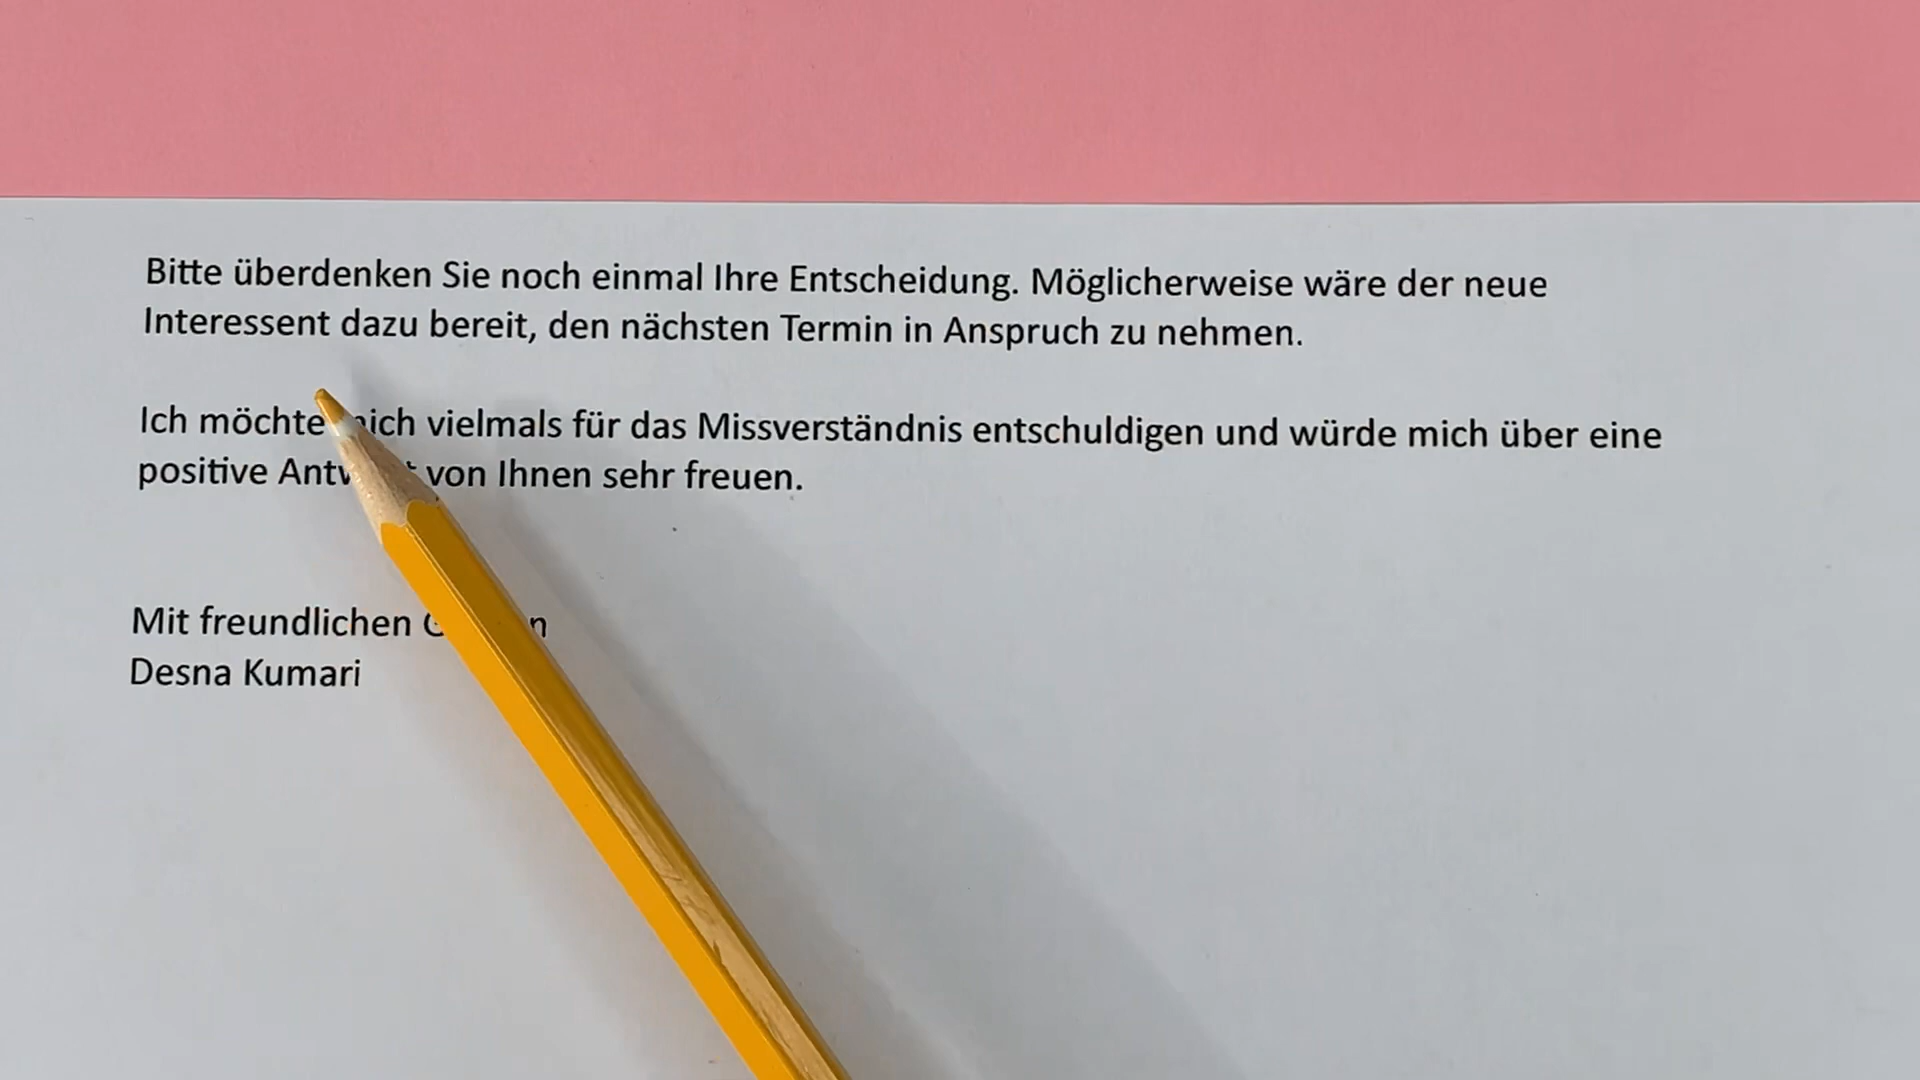 Bitte überdenken Sie noch einmal Ihre Entscheidung. Möglicherweise wäre der neue
Interessent dazu bereit, den nächsten Termin in Anspruch zu nehmen.
Ich möchte mich vielmals für das Missverständnis entschuldigen und würde mich über eine
positive von Ihnen sehr freuen.
Mit freundlichen
Desna Kumari